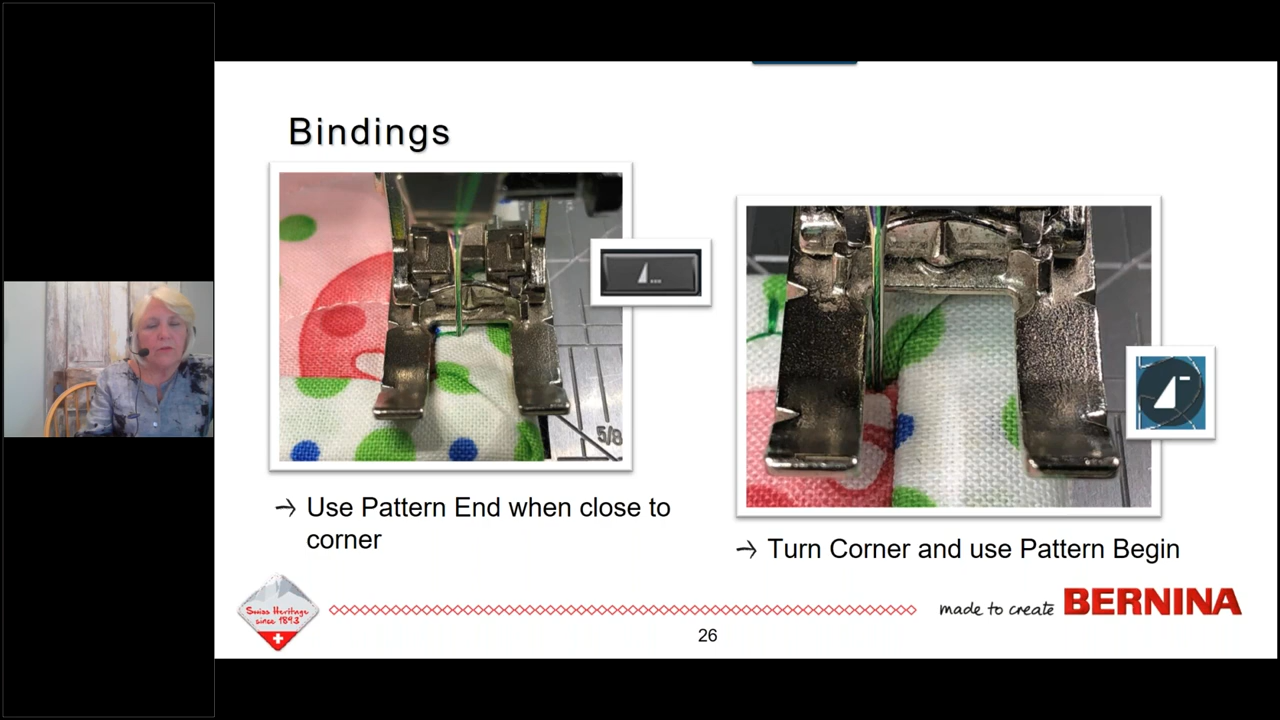 Bindings
5/8
→ Use Pattern End when close to
corner
→ Turn Corner and use Pattern Begin
Swiss Heritage
since 1893
made to create BERNINA
26